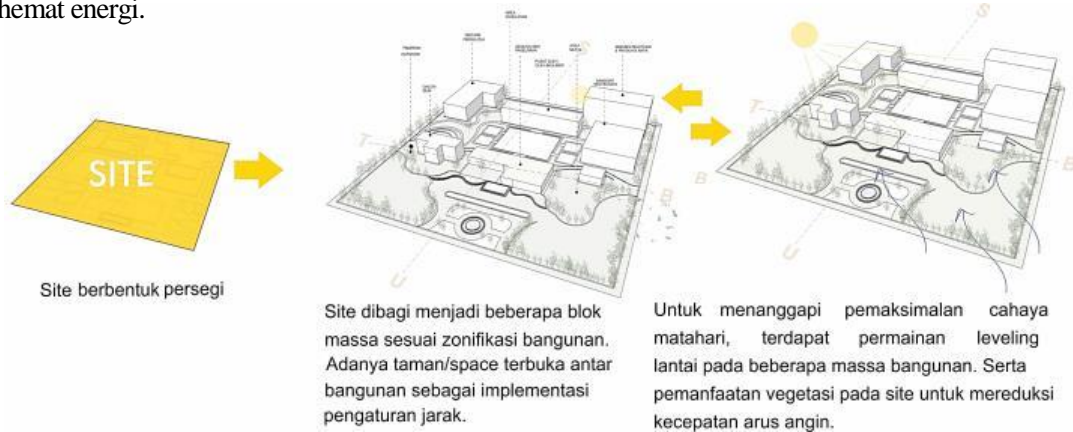 hemat energi.
SITE
Site berbentuk persegi
S
T
B
U
Site dibagi menjadi beberapa blok
massa sesuai zonifikasi bangunan.
Adanya taman/space terbuka antar
bangunan sebagai implementasi
pengaturan jarak.
S
T
B
B
U
Untuk menanggapi pemaksimalan cahaya
matahari, terdapat permainan leveling
lantai pada beberapa massa bangunan. Serta
pemanfaatan vegetasi pada site untuk mereduksi
kecepatan arus angin.